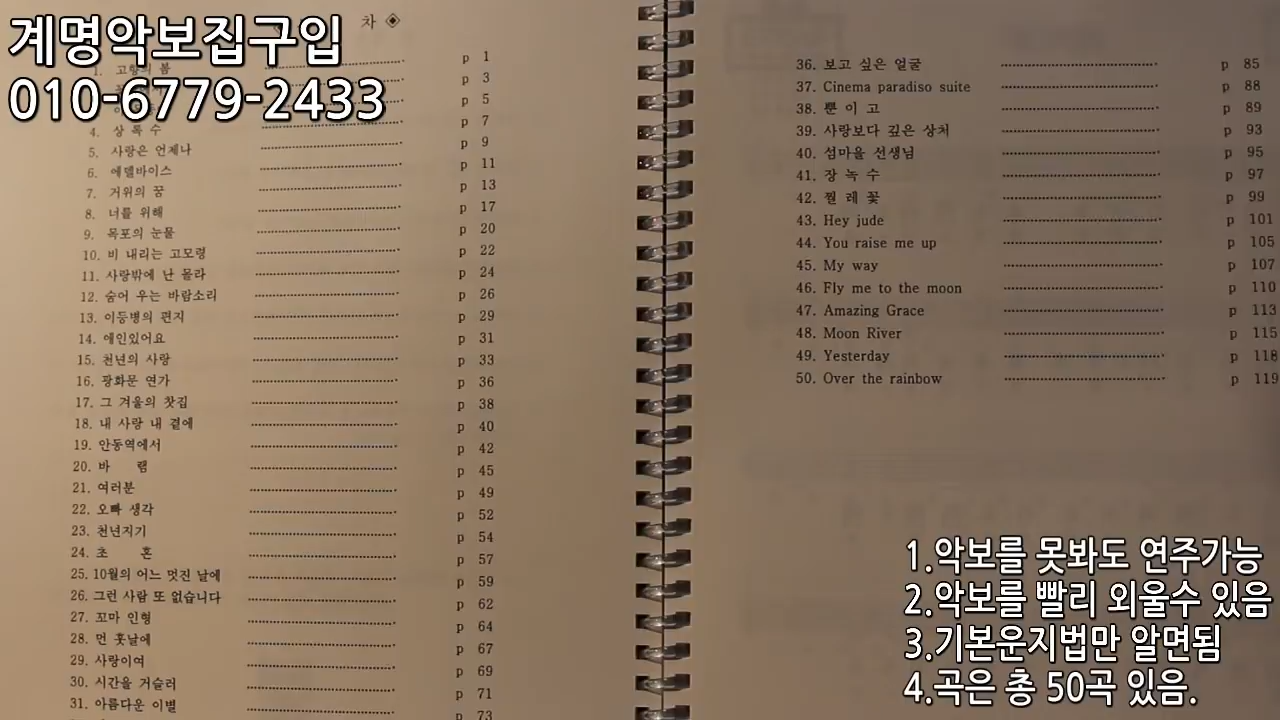 계명악보집구입
010-6779-2433
차 ◈
1. 고향의 봄 p 1
p 3
p 5
4. 상 록 수 p 7
5. 사랑은 언제나 p 9
6. 에델바이스 p 11
7. 거위의 꿈 p 13
8. 너를 위해 p 17
9. 목포의 눈물 p 20
10. 비 내리는 고모령 p 22
11. 사랑밖에 난 몰라 p 24
12. 숨어 우는 바람소리 p 26
13. 이등병의 편지 p 29
14. 애인있어요 p 31
15. 천년의 사랑 p 33
16. 광화문 연가 p 36
17. 그 겨울의 찻집 p 38
18. 내 사랑 내 곁에 p 40
19. 안동역에서 p 42
20. 바 램 p 45
21. 여러분 p 49
22. 오빠 생각 p 52
23. 천년지기 p 54
24. 초 혼 p 57
25. 10월의 어느 멋진 날에 p 59
26. 그런 사람 또 없습니다 p 62
27. 꼬마 인형 p 64
28. 먼 훗날에 p 67
29. 사랑이여 p 69
30. 시간을 거슬러 p 71
31. 아름다운 이별 p 73
36. 보고 싶은 얼굴 p 85
37. Cinema paradiso suite p 88
38. 뿐 이 고 p 89
39. 사랑보다 깊은 상처 p 93
40. 섬마을 선생님 p 95
41. 장 녹 수 p 97
42. 찔 레 꽃 p 99
43. Hey jude p 101
44. You raise me up p 105
45. My way p 107
46. Fly me to the moon p 110
47. Amazing Grace p 113
48. Moon River p 115
49. Yesterday p 118
50. Over the rainbow p 119
1.악보를 못봐도 연주가능
2.악보를 빨리 외울수 있음
3.기본운지법만 알면됨
4.곡은 총 50곡 있음.